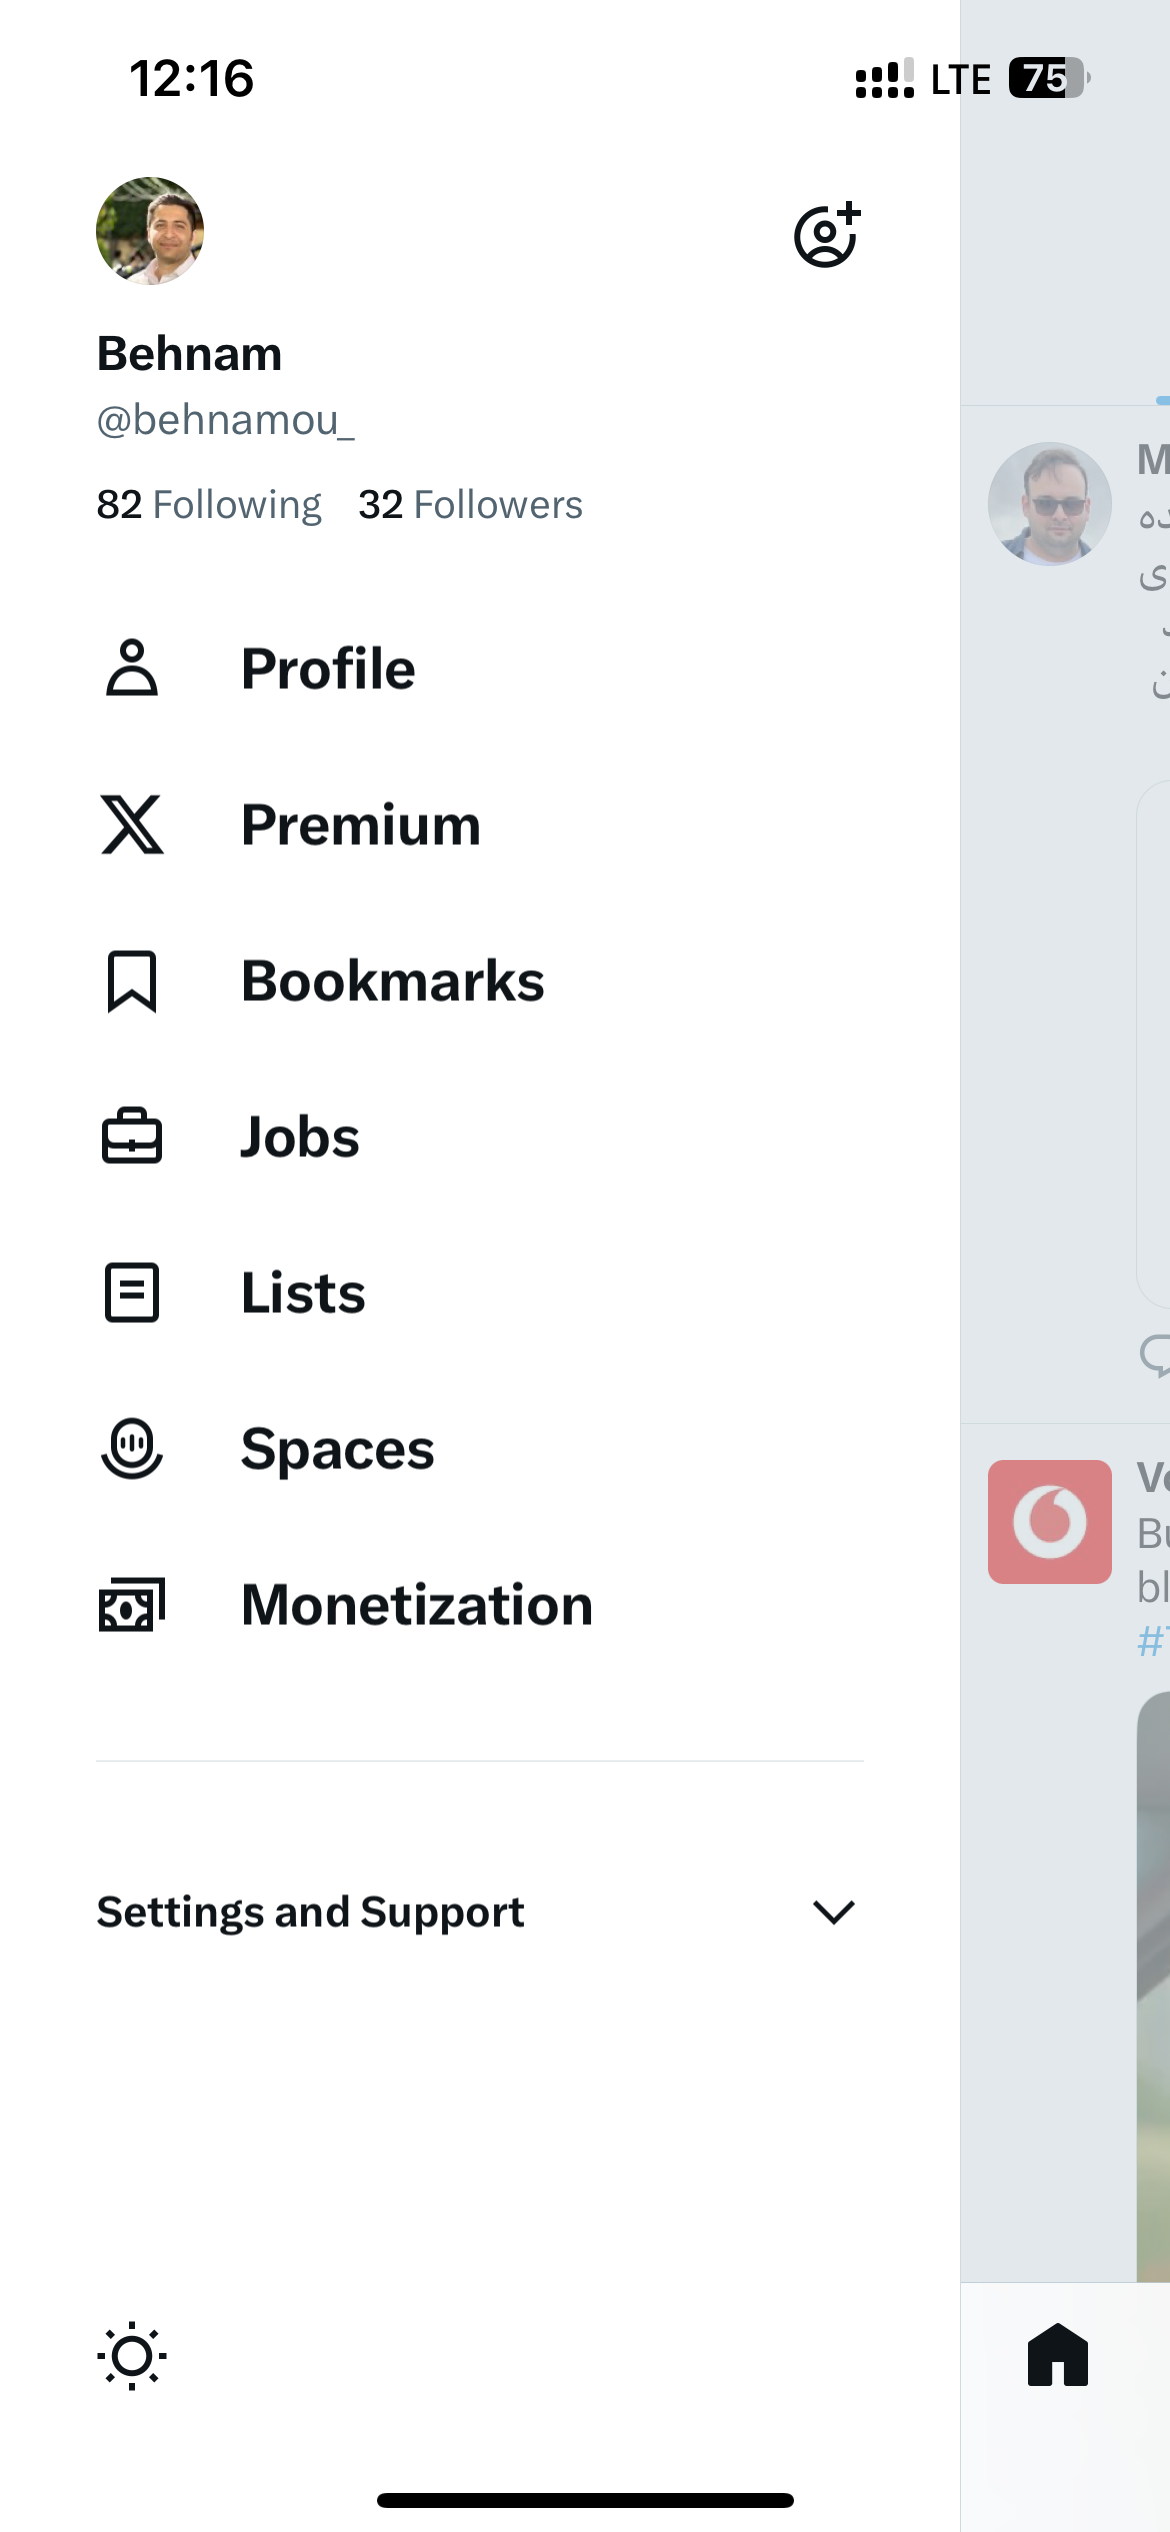 12:16
LTE 75
Behnam
@behnamou_
82 Following 32 Followers
Profile
Premium
Bookmarks
Jobs
Lists
Spaces
Monetization
Settings and Support